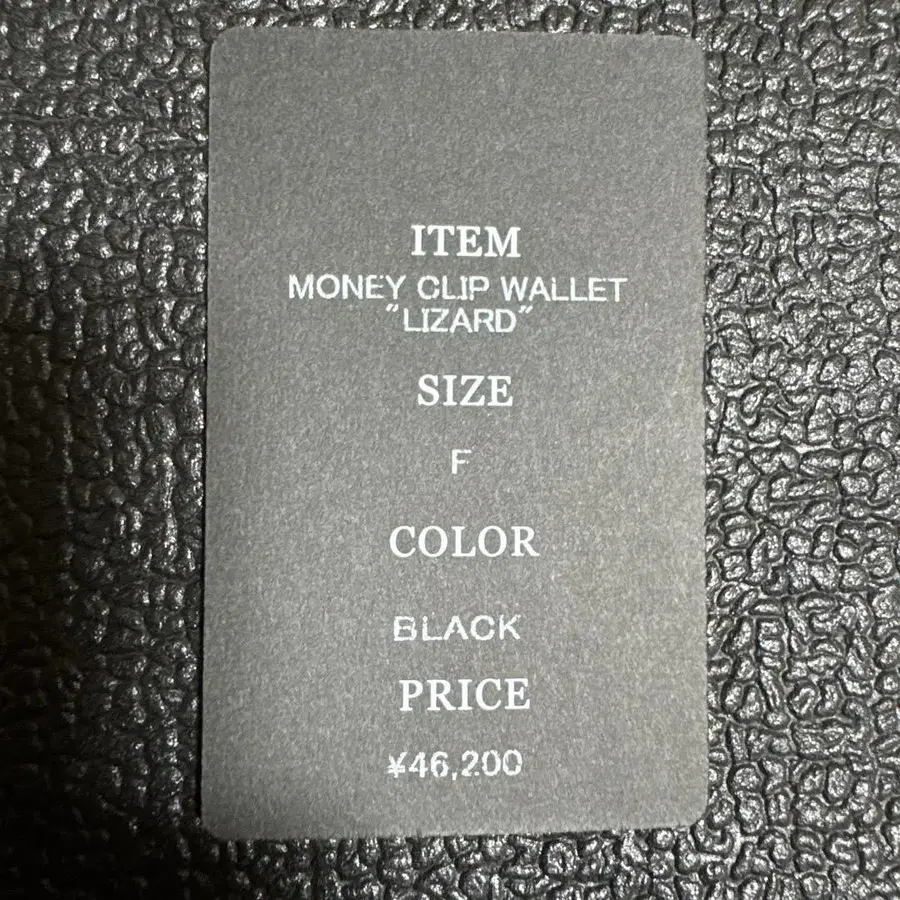 ITEM
MONEY CLIP WALLET
“LIZARD”
SIZE
F
COLOR
BLACK
PRICE
¥46,200